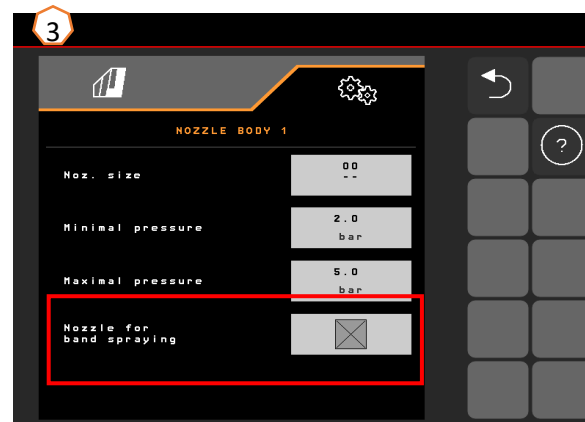 3
NOZZLE BODY 1
Noz. size
00
--
Minimal pressure
2.0
bar
Maximal pressure
5.0
bar
Nozzle for
band spraying
?